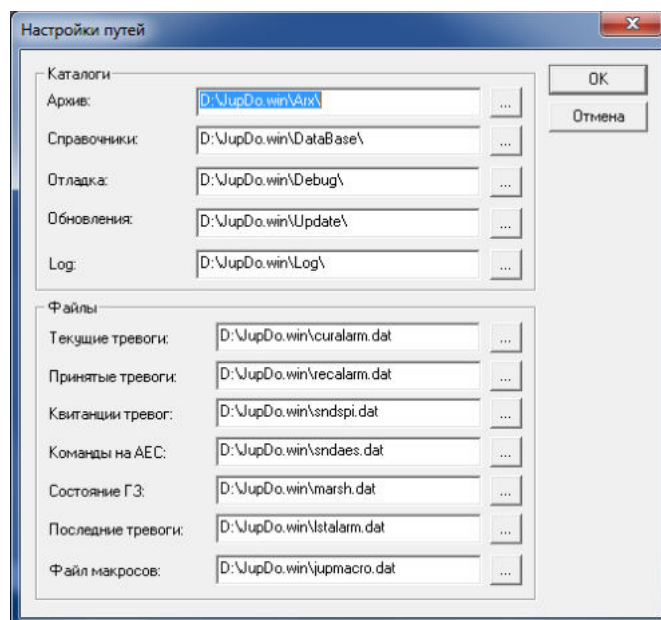 Настройки путей
Каталоги
OK
Архив: D:\JupDo.win\Arx\ ...
Отмена
Справочники: D:\JupDo.win\DataBase\ ...
Отладка: D:\JupDo.win\Debug\ ...
Обновления: D:\JupDo.win\Update\ ...
Log: D:\JupDo.win\Log\ ...
Файлы
Текущие тревоги: D:\JupDo.win\curalarm.dat ...
Принятые тревоги: D:\JupDo.win\recalarm.dat ...
Квитанции тревог: D:\JupDo.win\sndspi.dat ...
Команды на АЕС: D:\JupDo.win\sndaes.dat ...
Состояние ГЗ: D:\JupDo.win\marsh.dat ...
Последние тревоги: D:\JupDo.win\lstalarm.dat ...
Файл макросов: D:\JupDo.win\jupmacro.dat ...